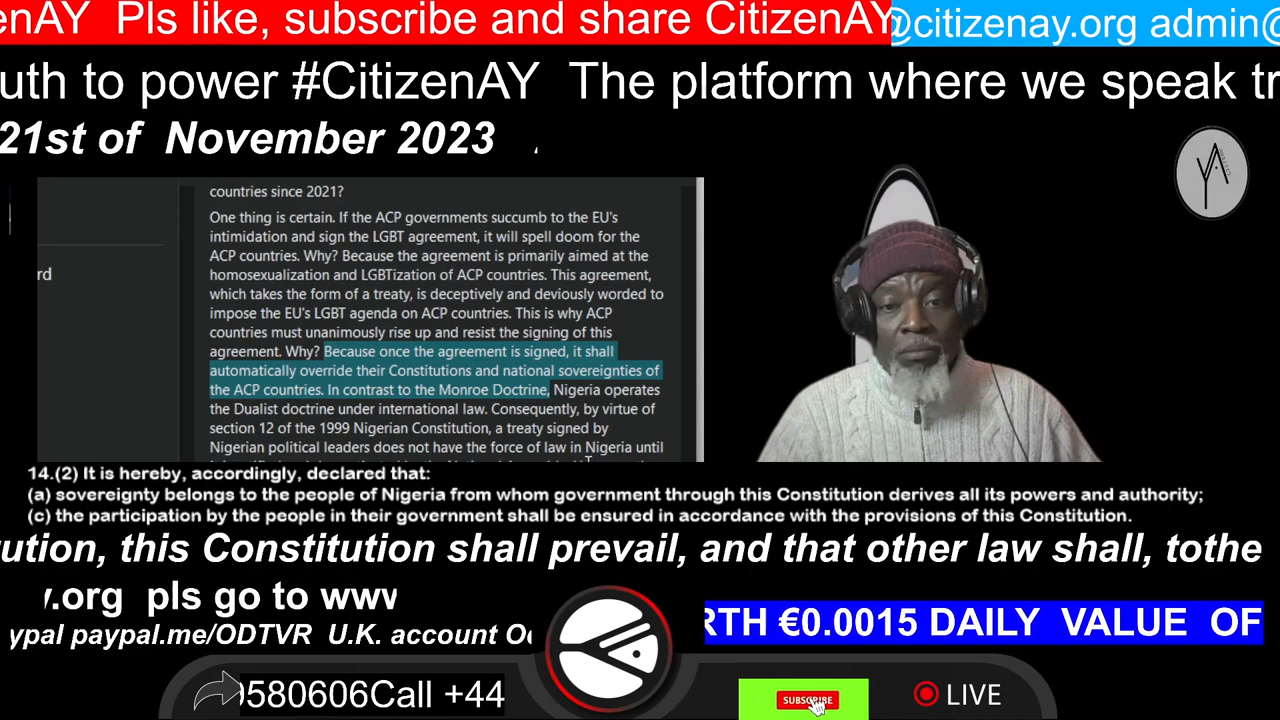 enAY Pls like, subscribe and share CitizenAY
@citizenay.org admin@
uth to power #CitizenAY The platform where we speak tr
21st of November 2023
countries since 2021?
One thing is certain. If the ACP governments succumb to the EU's
intimidation and sign the LGBT agreement, it will spell doom for the
ACP countries. Why? Because the agreement is primarily aimed at the
homosexualization and LGBTization of ACP countries. This agreement,
which takes the form of a treaty, is deceptively and deviously worded to
impose the EU's LGBT agenda on ACP countries. This is why ACP
countries must unanimously rise up and resist the signing of this
agreement. Why? Because once the agreement is signed, it shall
automatically override their Constitutions and national sovereignties of
the ACP countries. In contrast to the Monroe Doctrine, Nigeria operates
the Dualist doctrine under international law. Consequently, by virtue of
section 12 of the 1999 Nigerian Constitution, a treaty signed by
Nigerian political leaders does not have the force of law in Nigeria until
rd
14.(2) It is hereby, accordingly, declared that:
(a) sovereignty belongs to the people of Nigeria from whom government through this Constitution derives all its powers and authority;
(c) the participation by the people in their government shall be ensured in accordance with the provisions of this Constitution.
ution, this Constitution shall prevail, and that other law shall, tothe
.org pls go to www
RTH €0.0015 DAILY VALUE OF
ypal paypal.me/ODTVR U.K. account
580606Call +44
SUBSCRIBE
LIVE